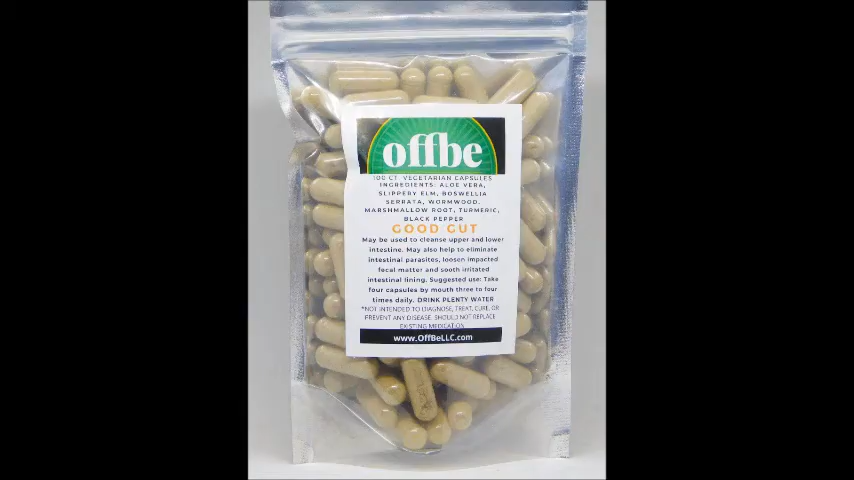 offbe
100 CT. VEGETARIAN CAPSULES
INGREDIENTS: ALOE VERA,
SLIPPERY ELM, BOSWELLIA
SERRATA, WORMWOOD,
MARSHMALLOW ROOT, TURMERIC,
BLACK PEPPER
GOOD GUT
May be used to cleanse upper and lower
intestine. May also help to eliminate
intestinal parasites, loosen impacted
fecal matter and sooth irritated
intestinal lining. Suggested use: Take
four capsules by mouth three to four
times daily. DRINK PLENTY WATER
*NOT INTENDED TO DIAGNOSE, TREAT, CURE, OR
PREVENT ANY DISEASE. SHOULD NOT REPLACE
EXISTING MEDICATION
www.OffBeLLC.com